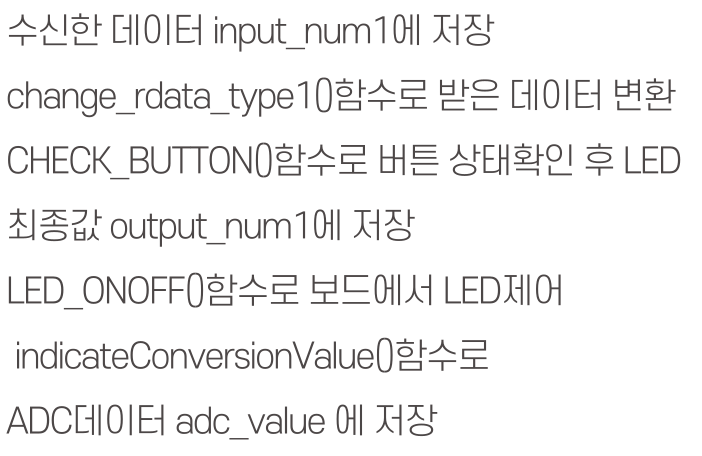 수신한 데이터 input_num1에 저장
change_rdata_type1()함수로 받은 데이터 변환
CHECK_BUTTON()함수로 버튼 상태확인 후 LED
최종값 output_num1에 저장
LED_ONOFF()함수로 보드에서 LED제어
indicateConversionValue()함수로
ADC데이터 adc_value 에 저장